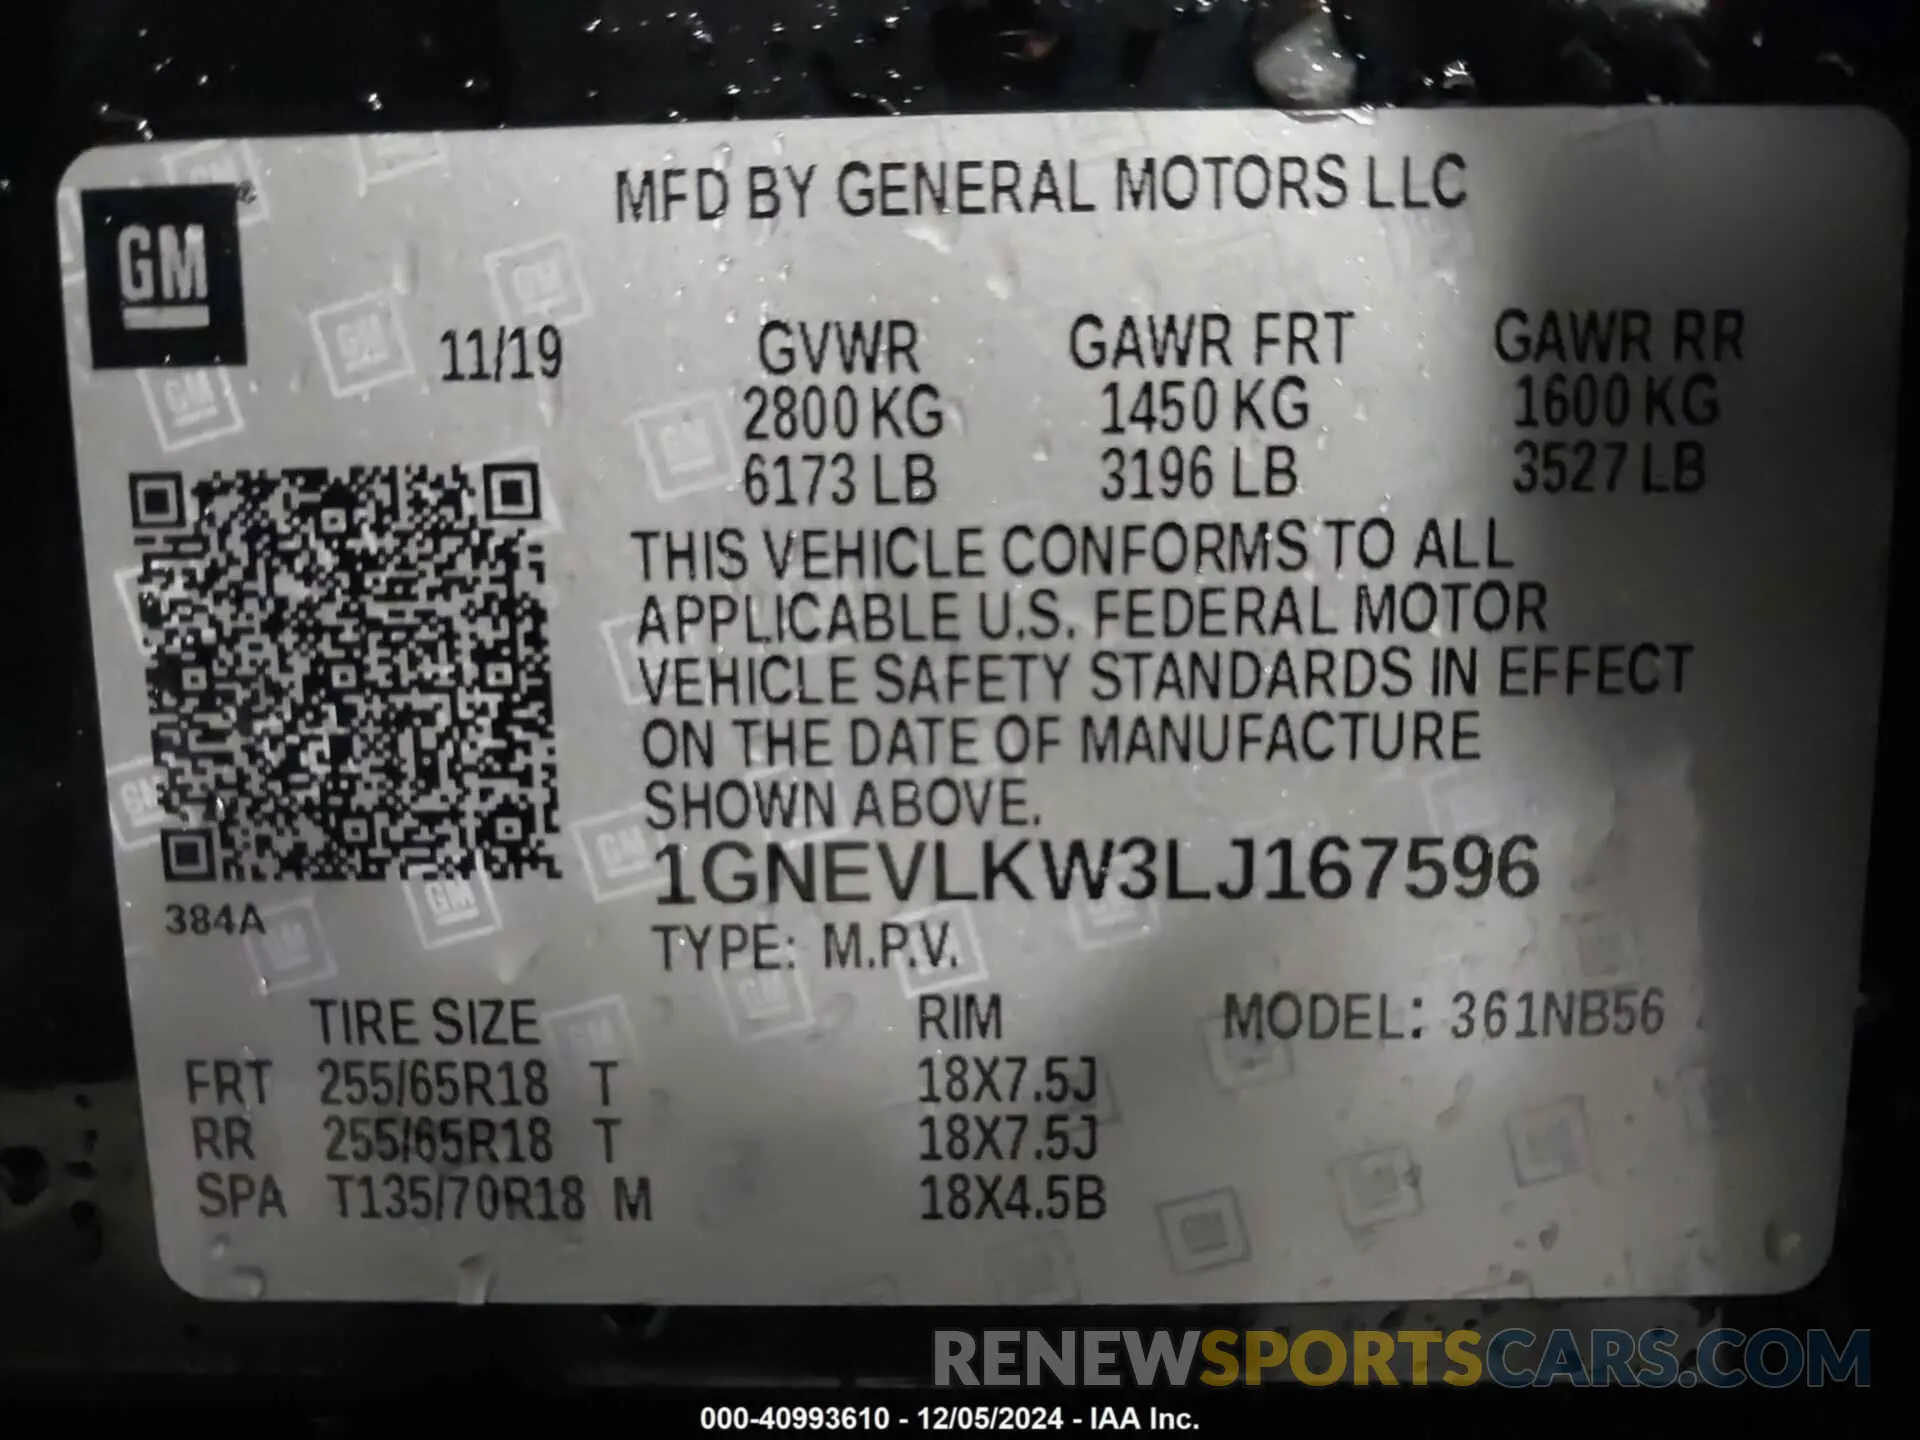 MFD BY GENERAL MOTORS LLC
GM
11/19 GVWR GAWR FRT GAWR RR
2800 KG 1450 KG 1600 KG
6173 LB 3196 LB 3527 LB
THIS VEHICLE CONFORMS TO ALL
APPLICABLE U.S. FEDERAL MOTOR
VEHICLE SAFETY STANDARDS IN EFFECT
ON THE DATE OF MANUFACTURE
SHOWN ABOVE.
1GNEVLKW3LJ167596
384A
TYPE: M.P.V.
TIRE SIZE RIM MODEL: 361NB56
FRT 255/65R18 T 18X7.5J
RR 255/65R18 T 18X7.5J
SPA T135/70R18 M 18X4.5B
RENEWSPORTSCARS.COM
000-40993610 - 12/05/2024 - IAA Inc.